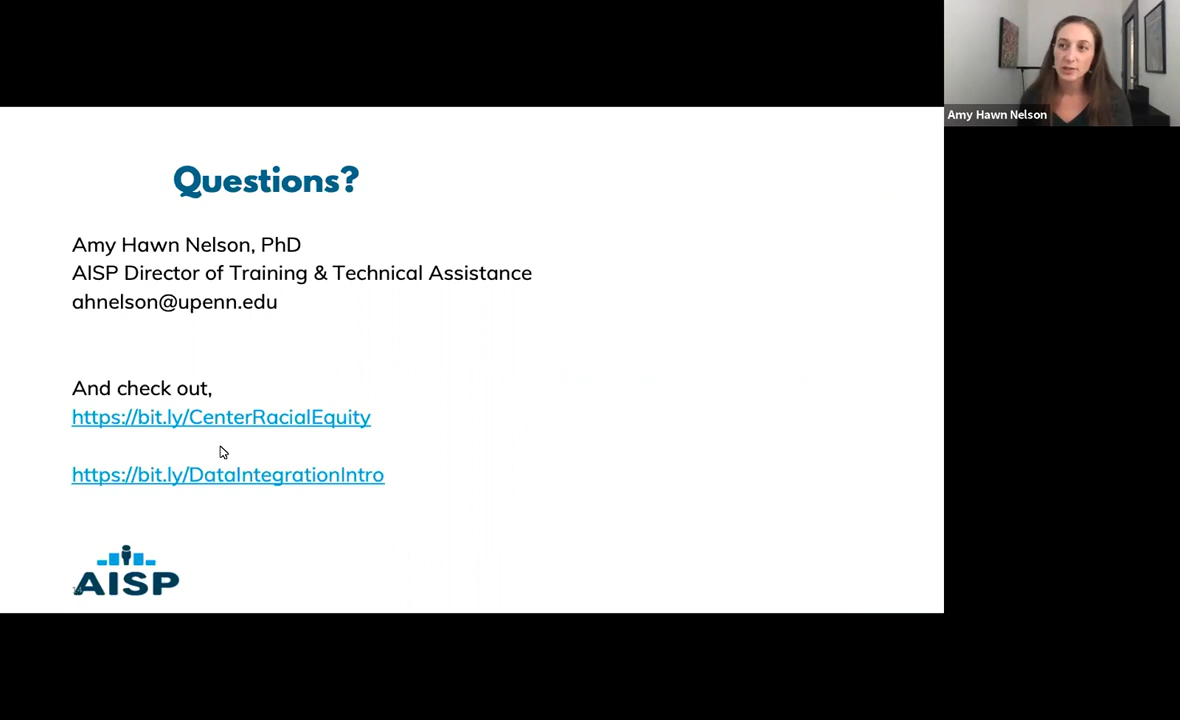 Amy Hawn Nelson
Questions?
Amy Hawn Nelson, PhD
AISP Director of Training & Technical Assistance
ahnelson@upenn.edu
And check out,
https://bit.ly/CenterRacialEquity
https://bit.ly/DataIntegrationIntro
AISP